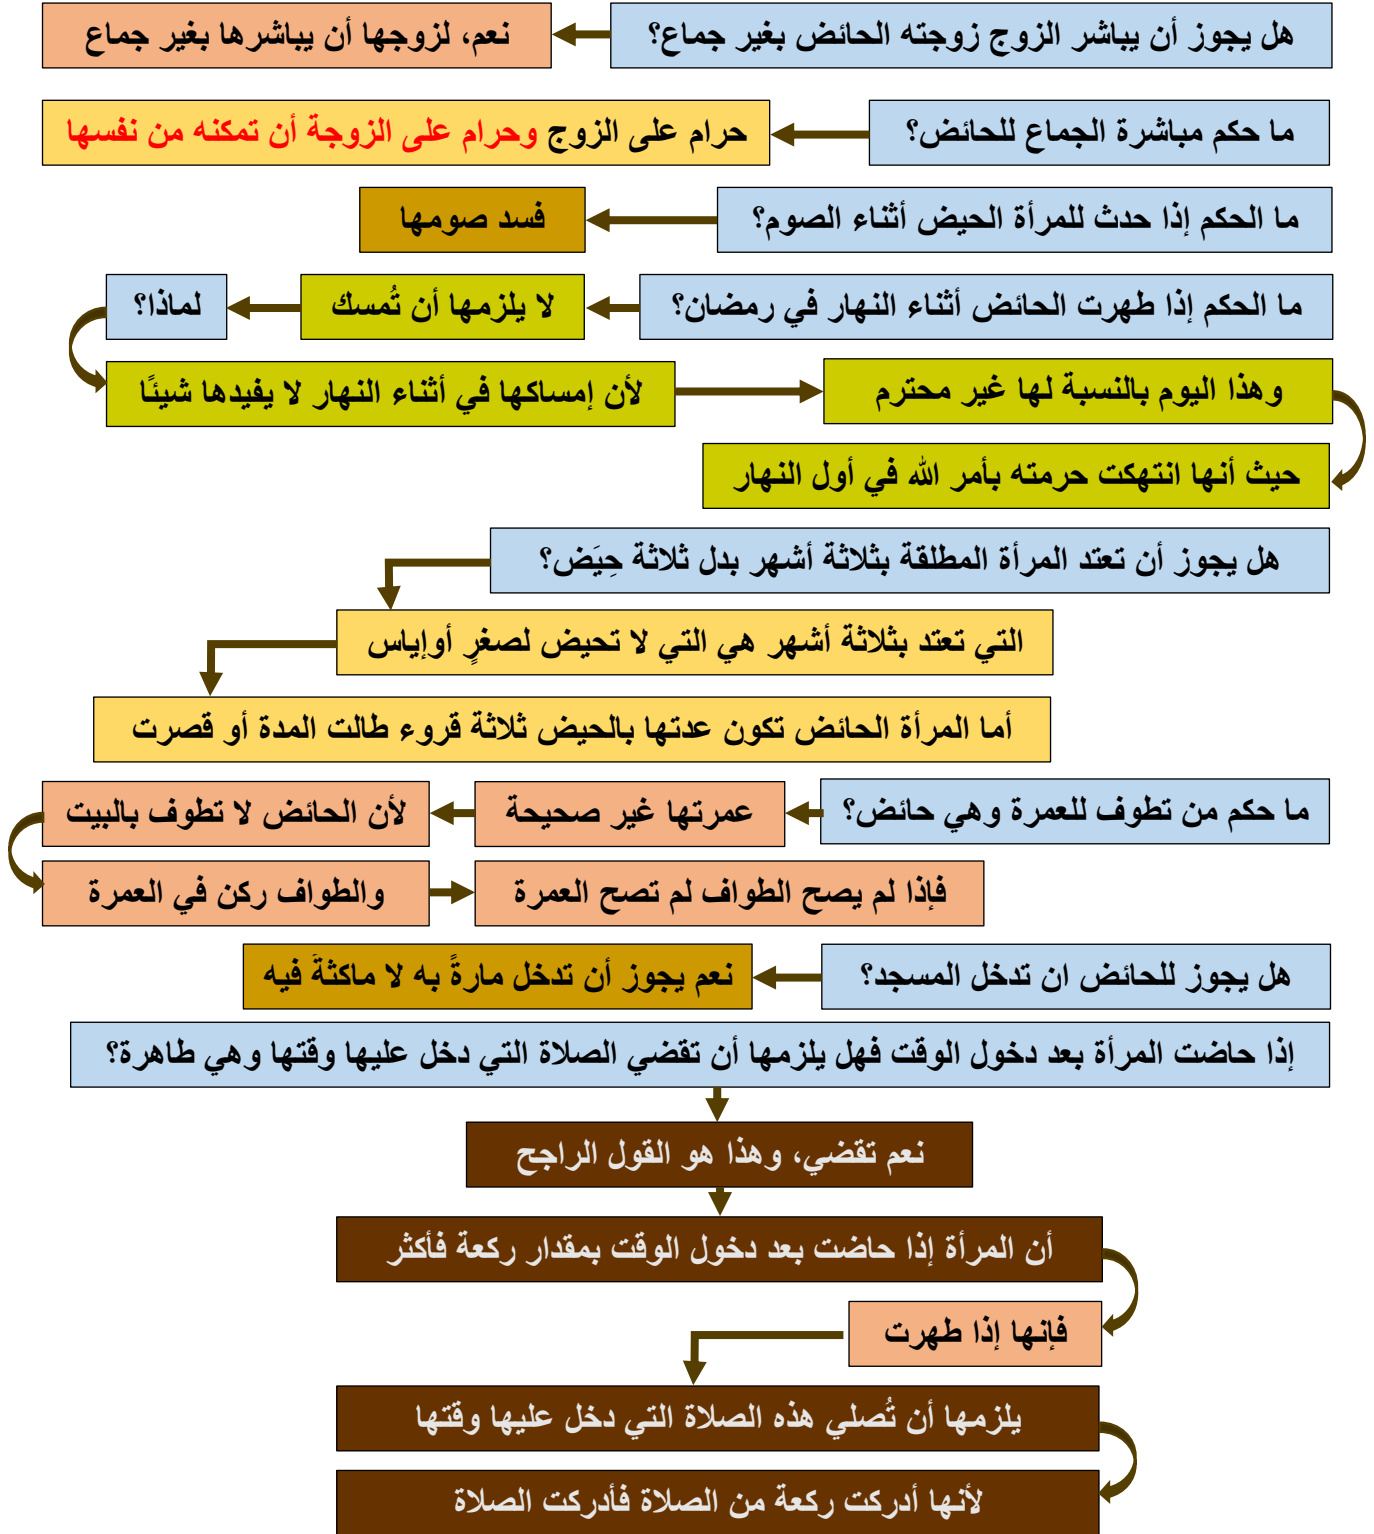 هل يجوز أن يباشر الزوج زوجته الحائض بغير جماع؟
نعم، لزوجها أن يباشرها بغير جماع
ما حكم مباشرة الجماع للحائض؟
حرام على الزوج وحرام على الزوجة أن تمكنه من نفسها
ما الحكم إذا حدث للمرأة الحيض أثناء الصوم؟
فسد صومها
ما الحكم إذا طهرت الحائض أثناء النهار في رمضان؟
لا يلزمها أن تُمسك
لماذا؟
لأن إمساكها في أثناء النهار لا يفيدها شيئًا
وهذا اليوم بالنسبة لها غير محترم
حيث أنها انتهكت حرمته بأمر الله في أول النهار
هل يجوز أن تعتد المرأة المطلقة بثلاثة أشهر بدل ثلاثة حِيَض؟
التي تعتد بثلاثة أشهر هي التي لا تحيض لصغرٍ أوإياس
أما المرأة الحائض تكون عدتها بالحيض ثلاثة قروء طالت المدة أو قصرت
ما حكم من تطوف للعمرة وهي حائض؟
عمرتها غير صحيحة
لأن الحائض لا تطوف بالبيت
والطواف ركن في العمرة
فإذا لم يصح الطواف لم تصح العمرة
هل يجوز للحائض ان تدخل المسجد؟
نعم يجوز أن تدخل مارةً به لا ماكثةً فيه
إذا حاضت المرأة بعد دخول الوقت فهل يلزمها أن تقضي الصلاة التي دخل عليها وقتها وهي طاهرة؟
نعم تقضي، وهذا هو القول الراجح
أن المرأة إذا حاضت بعد دخول الوقت بمقدار ركعة فأكثر
فإنها إذا طهرت
يلزمها أن تُصلي هذه الصلاة التي دخل عليها وقتها
لأنها أدركت ركعة من الصلاة فأدركت الصلاة